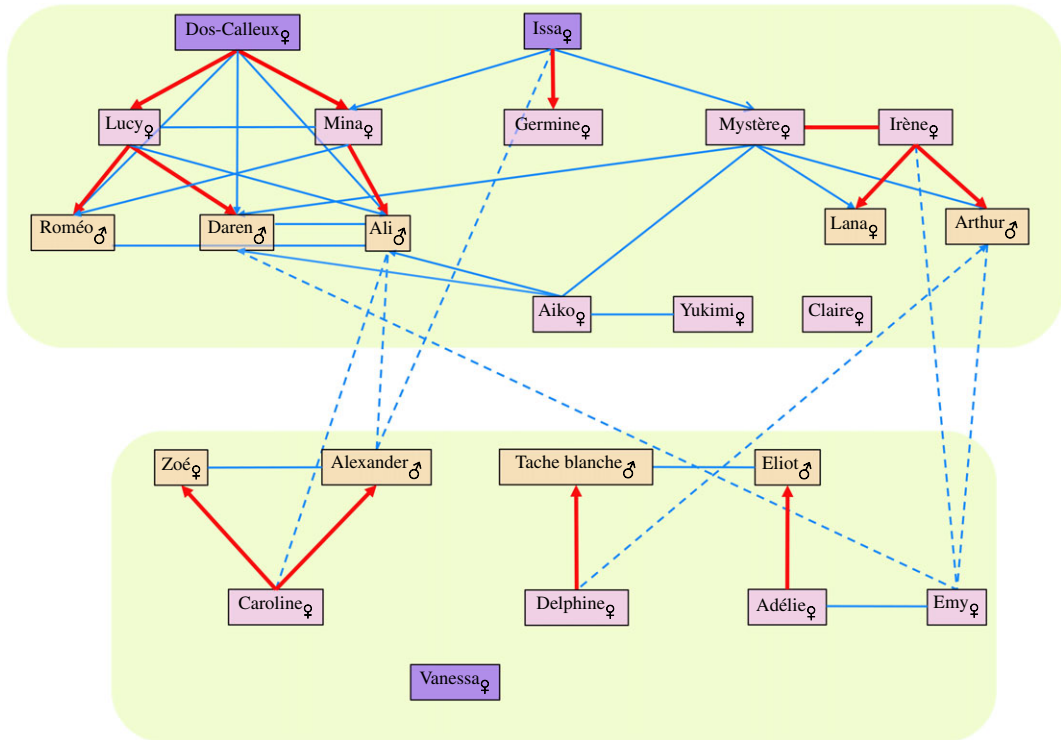 Dos-Calleux♀
Issa♀
Lucy♀
Mina♀
Germine♀
Mystère♀
Irène♀
Roméo♂
Daren♂
Ali♂
Lana♀
Arthur♂
Aiko♀
Yukimi♀
Claire♀
Zoé♀
Alexander♂
Tache blanche♂
Eliot♂
Caroline♀
Delphine♀
Adélie♀
Emy♀
Vanessa♀